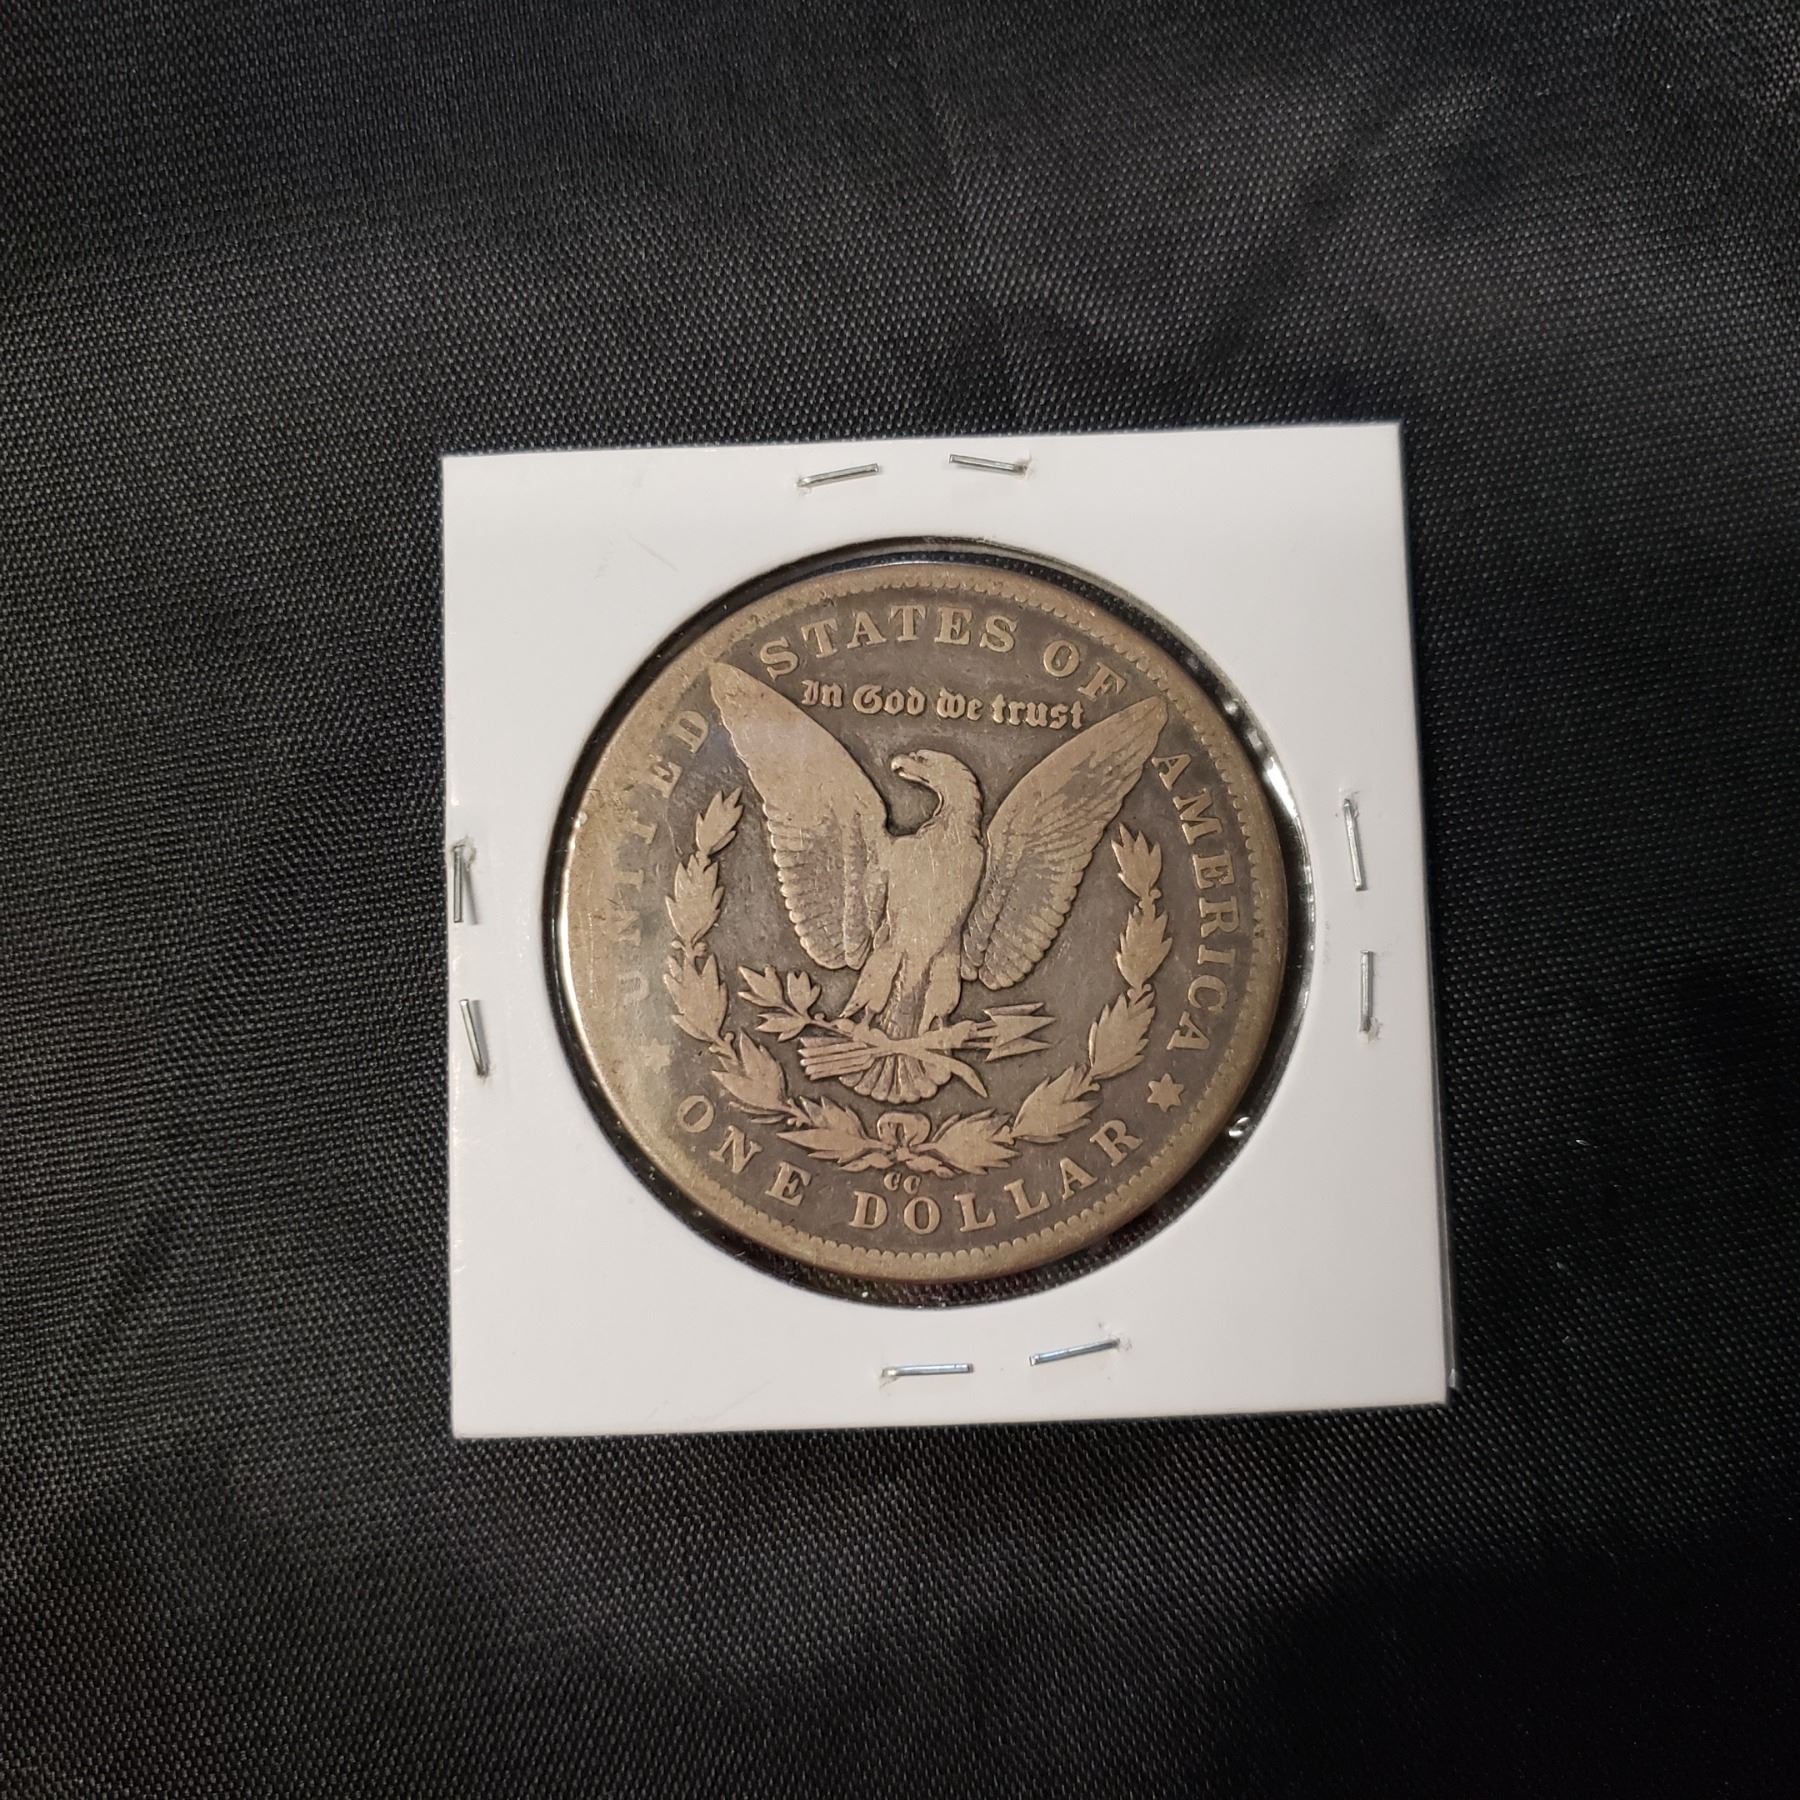 UNITED STATES OF AMERICA
In God we trust
CC
ONE DOLLAR